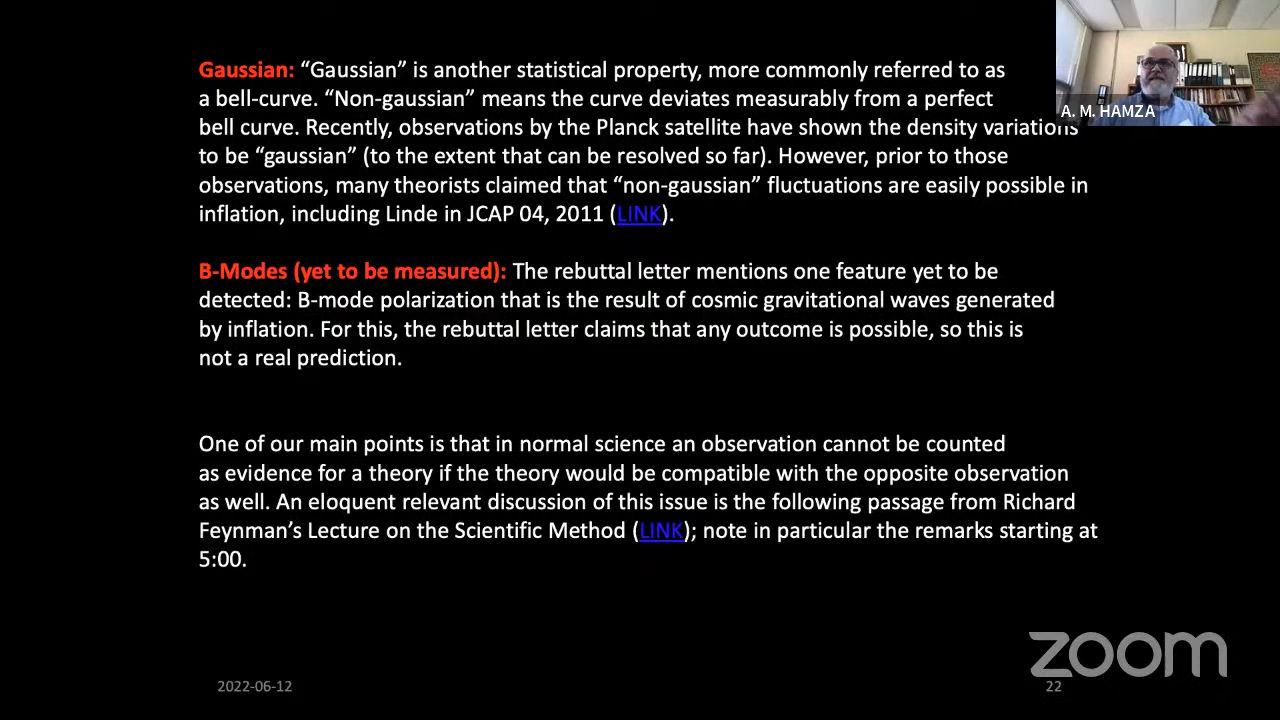 Gaussian: “Gaussian” is another statistical property, more commonly referred to as
a bell-curve. “Non-gaussian” means the curve deviates measurably from a perfect
bell curve. Recently, observations by the Planck satellite have shown the density variations
to be “gaussian” (to the extent that can be resolved so far). However, prior to those
observations, many theorists claimed that “non-gaussian” fluctuations are easily possible in
inflation, including Linde in JCAP 04, 2011 (LINK).
B-Modes (yet to be measured): The rebuttal letter mentions one feature yet to be
detected: B-mode polarization that is the result of cosmic gravitational waves generated
by inflation. For this, the rebuttal letter claims that any outcome is possible, so this is
not a real prediction.
One of our main points is that in normal science an observation cannot be counted
as evidence for a theory if the theory would be compatible with the opposite observation
as well. An eloquent relevant discussion of this issue is the following passage from Richard
Feynman’s Lecture on the Scientific Method (LINK); note in particular the remarks starting at
5:00.
A. M. HAMZA
zoom
2022-06-12
22